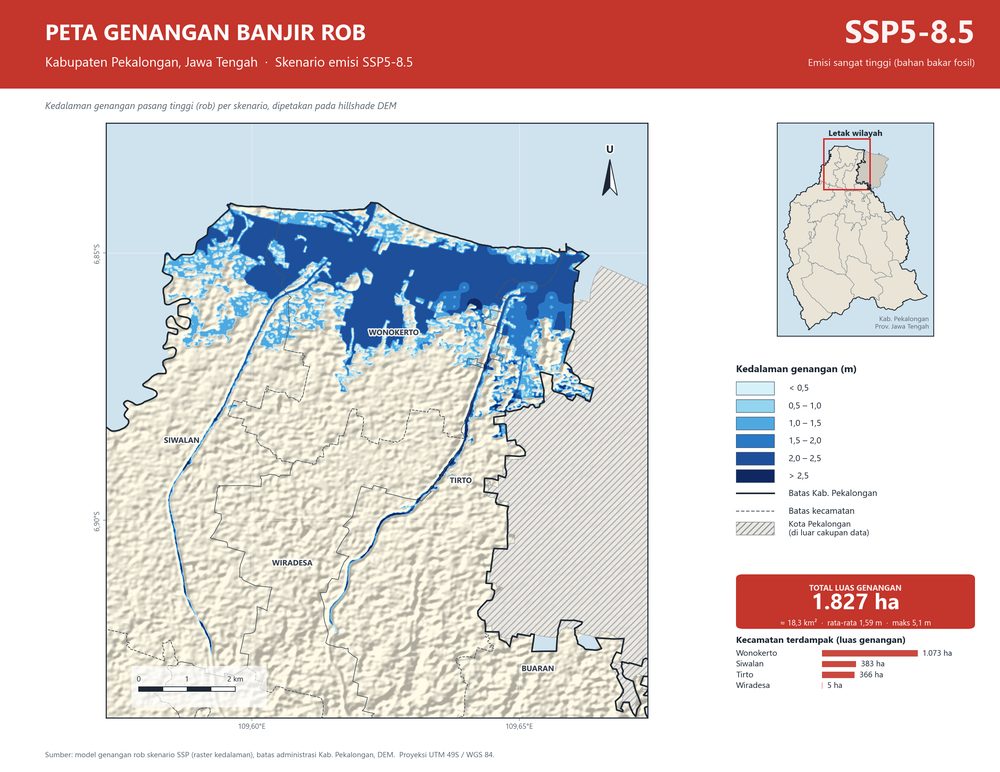 PETA GENANGAN BANJIR ROB
SSP5-8.5
Kabupaten Pekalongan, Jawa Tengah · Skenario emisi SSP5-8.5
Emisi sangat tinggi (bahan bakar fosil)
Kedalaman genangan pasang tinggi (rob) per skenario, dipetakan pada hillshade DEM
U
6,85°S
6,90°S
WONOKERTO
SIWALAN
TIRTO
WIRADESA
BUARAN
0 1 2 km
109,60°E
109,65°E
Letak wilayah
Kab. Pekalongan
Prov. Jawa Tengah
Kedalaman genangan (m)
< 0,5
0,5 – 1,0
1,0 – 1,5
1,5 – 2,0
2,0 – 2,5
> 2,5
Batas Kab. Pekalongan
Batas kecamatan
Kota Pekalongan
(di luar cakupan data)
TOTAL LUAS GENANGAN
1.827 ha
≈ 18,3 km² · rata-rata 1,59 m · maks 5,1 m
Kecamatan terdampak (luas genangan)
Wonokerto 1.073 ha
Siwalan 383 ha
Tirto 366 ha
Wiradesa 5 ha
Sumber: model genangan rob skenario SSP (raster kedalaman), batas administrasi Kab. Pekalongan, DEM. Proyeksi UTM 49S / WGS 84.